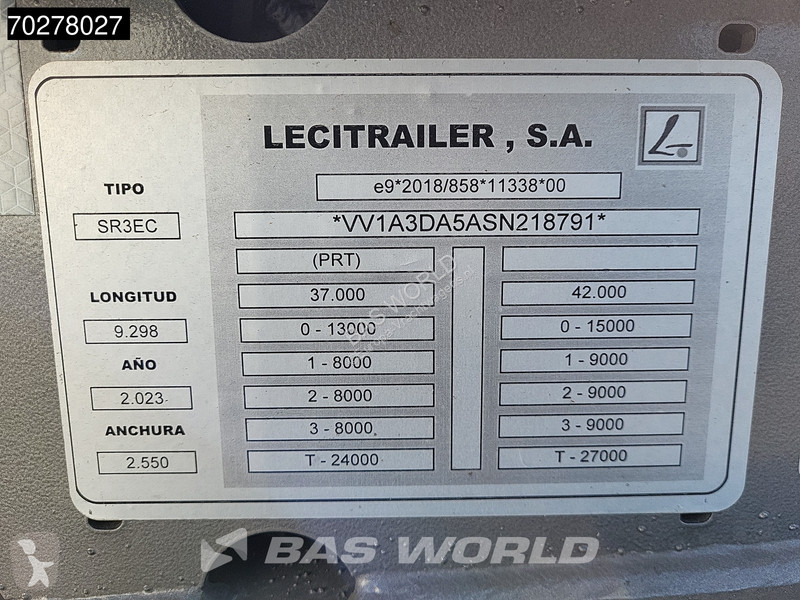 70278027
LECITRAILER , S.A.
TIPO
e9*2018/858*11338*00
SR3EC
*VV1A3DA5ASN218791*
(PRT)
LONGITUD
37.000
42.000
9.298
0 - 13000
0 - 15000
AÑO
1 - 8000
1 - 9000
2.023
2 - 8000
2 - 9000
ANCHURA
3 - 8000
3 - 9000
2.550
T - 24000
T - 27000
BAS WORLD
BAS WORLD